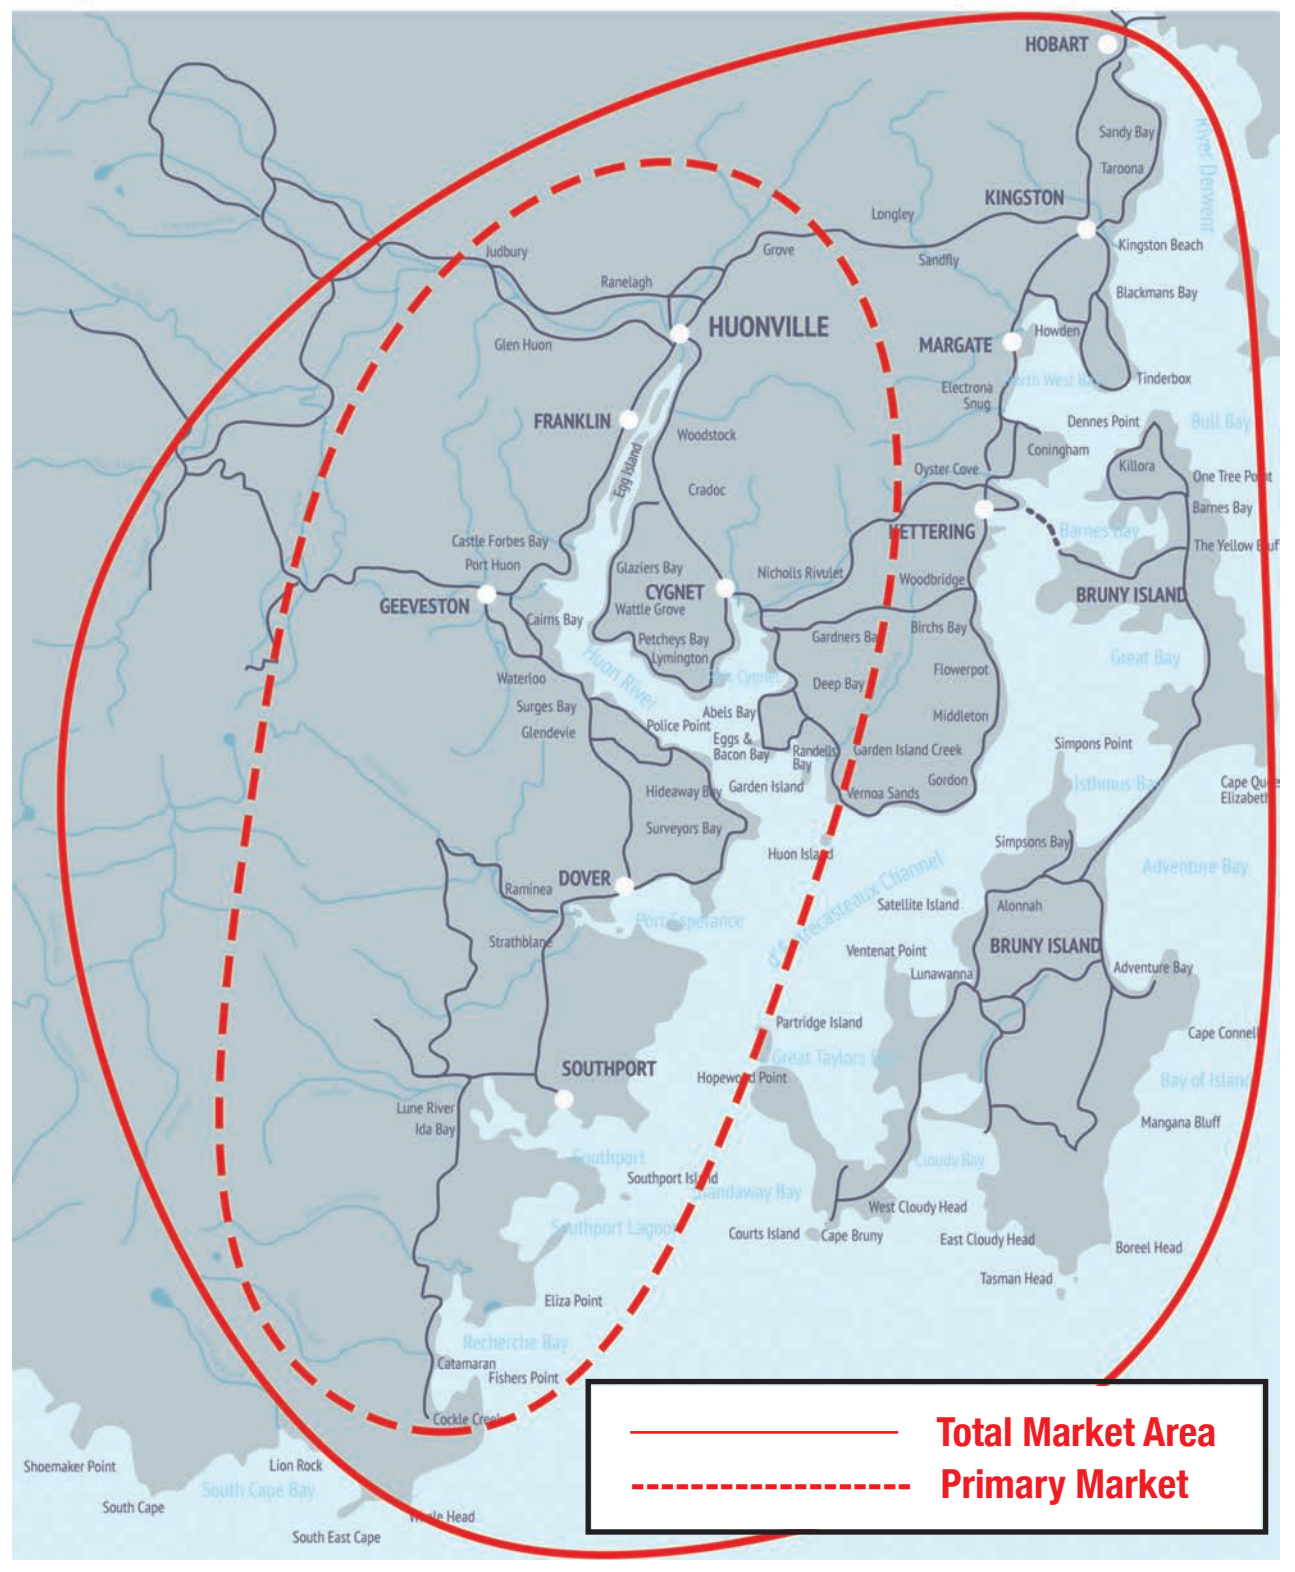 HOBART
River Derwent
Sandy Bay
Taroona
KINGSTON
Longley
Kingston Beach
Judbury
Grove
Sandfly
Ranelagh
Blackmans Bay
HUONVILLE
Howden
MARGATE
Glen Huon
North West Bay
Tinderbox
Electrona
Snug
FRANKLIN
Dennes Point
Bull Bay
Woodstock
Coningham
Egg Island
Killora
Oyster Cove
One Tree Point
Cradoc
Barnes Bay
KETTERING
Barnes Bay
Castle Forbes Bay
The Yellow Bluff
Port Huon
Glaziers Bay
Nicholls Rivulet
Woodbridge
CYGNET
BRUNY ISLAND
GEEVESTON
Wattle Grove
Cairns Bay
Birchs Bay
Petcheys Bay
Gardners Bay
Lymington
Great Bay
Huon River
Port Cygnet
Flowerpot
Waterloo
Deep Bay
Surges Bay
Abels Bay
Middleton
Police Point
Glendevie
Eggs &
Bacon Bay
Simpons Point
Randells
Bay
Garden Island Creek
Gordon
Isthmus Bay
Cape Queen
Elizabeth
Hideaway Bay
Garden Island
Vernoa Sands
Surveyors Bay
Simpsons Bay
Huon Island
Adventure Bay
DOVER
Raminea
d'Entrecasteaux Channel
Satellite Island
Alonnah
Port Esperance
Strathblane
Ventenat Point
BRUNY ISLAND
Lunawanna
Adventure Bay
Partridge Island
Cape Connella
Great Taylors Bay
SOUTHPORT
Hopewood Point
Bay of Islands
Lune River
Ida Bay
Mangana Bluff
Southport
Cloudy Bay
Southport Island
Standaway Bay
West Cloudy Head
Southport Lagoon
Courts Island
Cape Bruny
East Cloudy Head
Boreel Head
Tasman Head
Eliza Point
Recherche Bay
Catamaran
Fishers Point
Cockle Creek
Total Market Area
Primary Market
Shoemaker Point
Lion Rock
South Cape Bay
South Cape
Whale Head
South East Cape